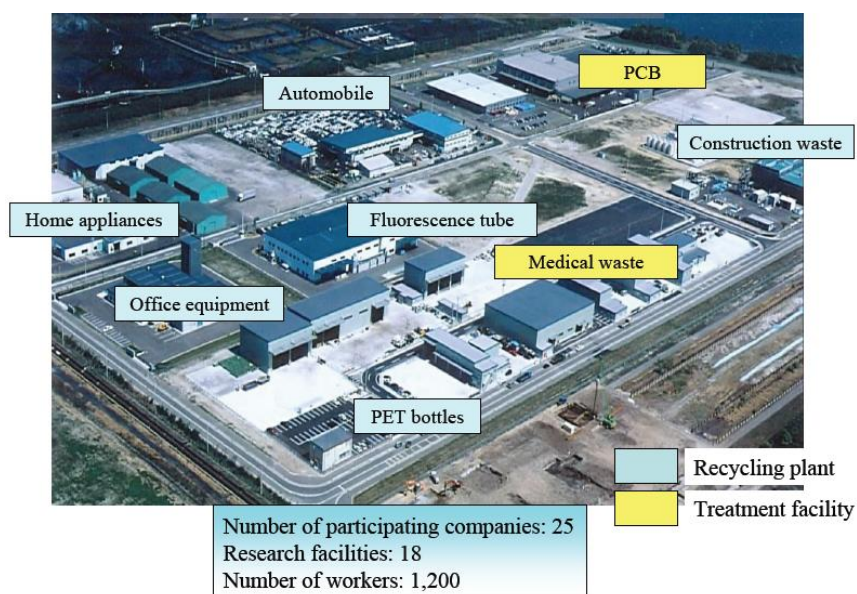 PCB
Automobile
Construction waste
Home appliances
Fluorescence tube
Medical waste
Office equipment
PET bottles
Recycling plant
Treatment facility
Number of participating companies: 25
Research facilities: 18
Number of workers: 1,200